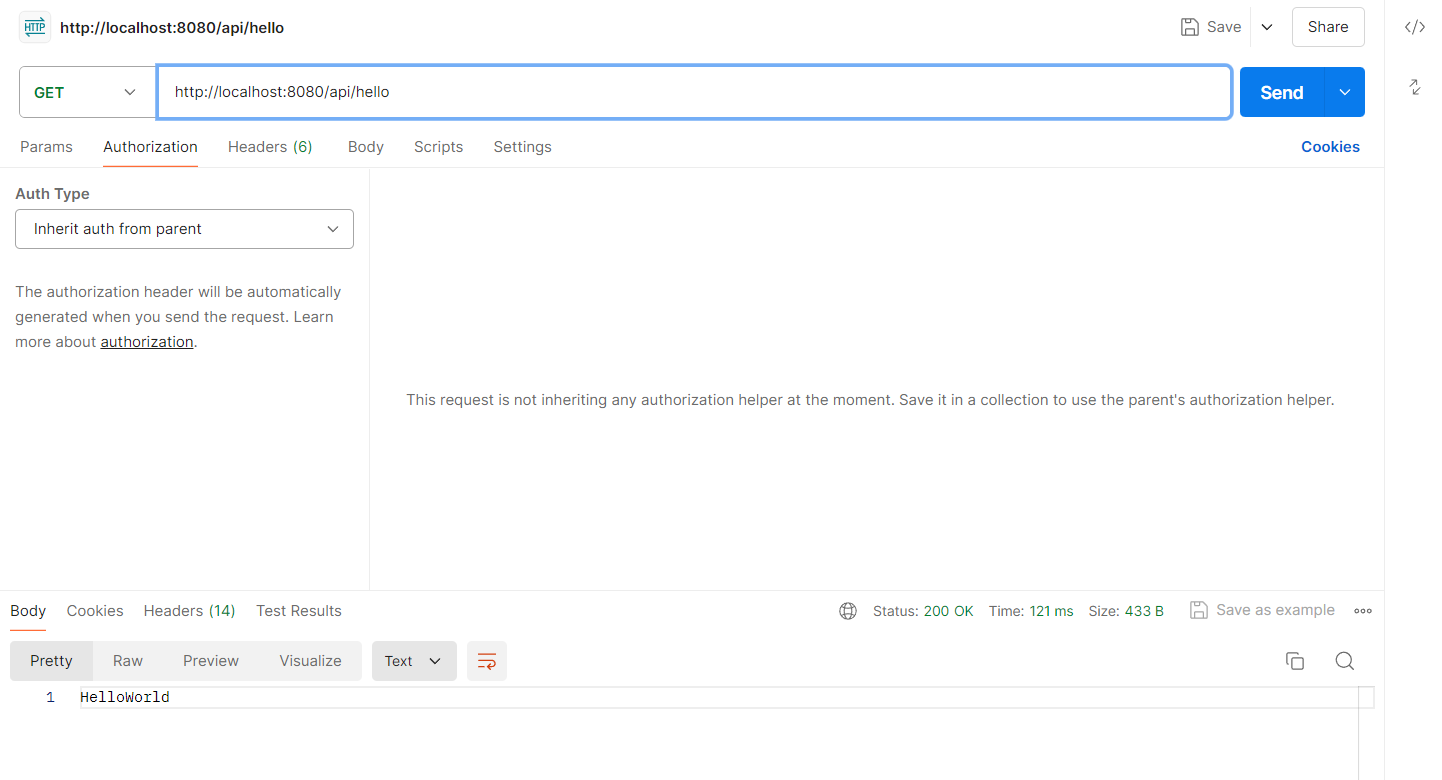 HTTP http://localhost:8080/api/hello Save Share
GET http://localhost:8080/api/hello Send
Params Authorization Headers (6) Body Scripts Settings Cookies
Auth Type
Inherit auth from parent
The authorization header will be automatically
generated when you send the request. Learn
more about authorization.
This request is not inheriting any authorization helper at the moment. Save it in a collection to use the parent's authorization helper.
Body Cookies Headers (14) Test Results Status: 200 OK Time: 121 ms Size: 433 B Save as example
Pretty Raw Preview Visualize Text
1 HelloWorld